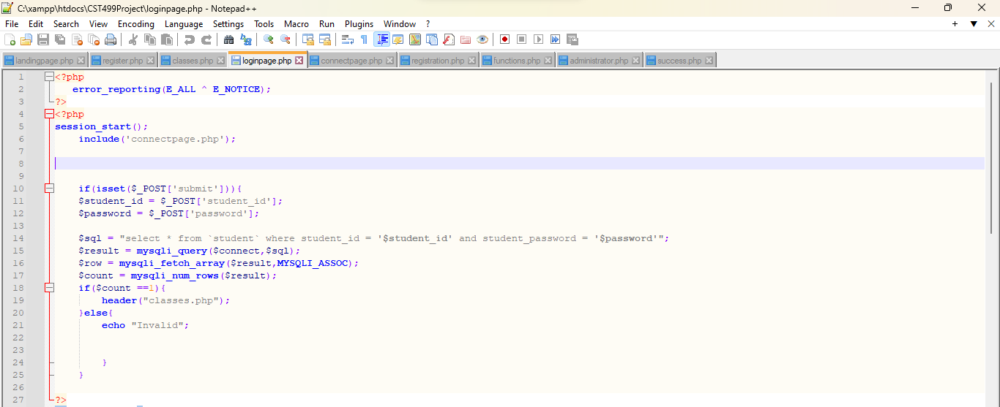 C:\xampp\htdocs\CST499Project\loginpage.php - Notepad++
File Edit Search View Encoding Language Settings Tools Macro Run Plugins Window ?
landingpage.php register.php classes.php loginpage.php connectpage.php registration.php functions.php administrator.php success.php
1 <?php
2 error_reporting(E_ALL ^ E_NOTICE);
3 ?>
4 <?php
5 session_start();
6 include('connectpage.php');
7
8
9
10 if(isset($_POST['submit'])){
11 $student_id = $_POST['student_id'];
12 $password = $_POST['password'];
13
14 $sql = "select * from `student` where student_id = '$student_id' and student_password = '$password'";
15 $result = mysqli_query($connect,$sql);
16 $row = mysqli_fetch_array($result,MYSQLI_ASSOC);
17 $count = mysqli_num_rows($result);
18 if($count ==1){
19 header("classes.php");
20 }else{
21 echo "Invalid";
22
23
24 }
25 }
26
27 ?>